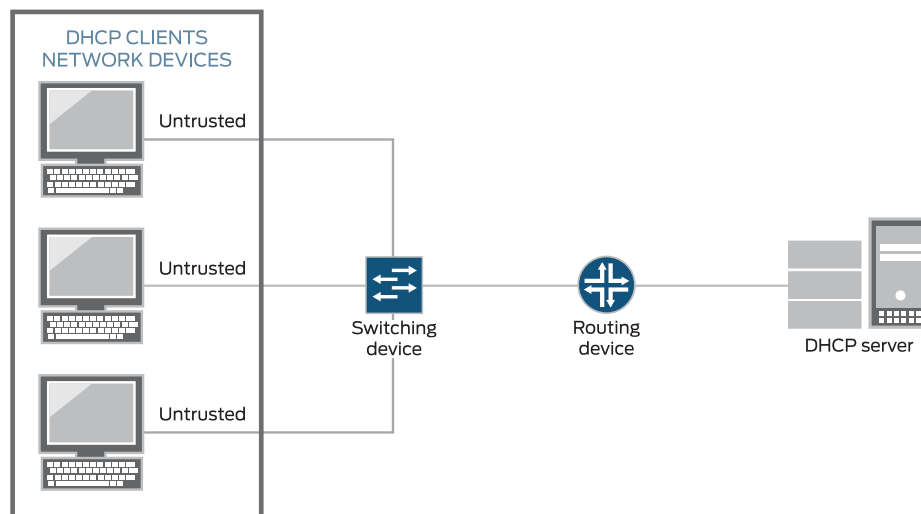 DHCP CLIENTS
NETWORK DEVICES
Untrusted
Untrusted
Untrusted
Switching
device
Routing
device
DHCP server